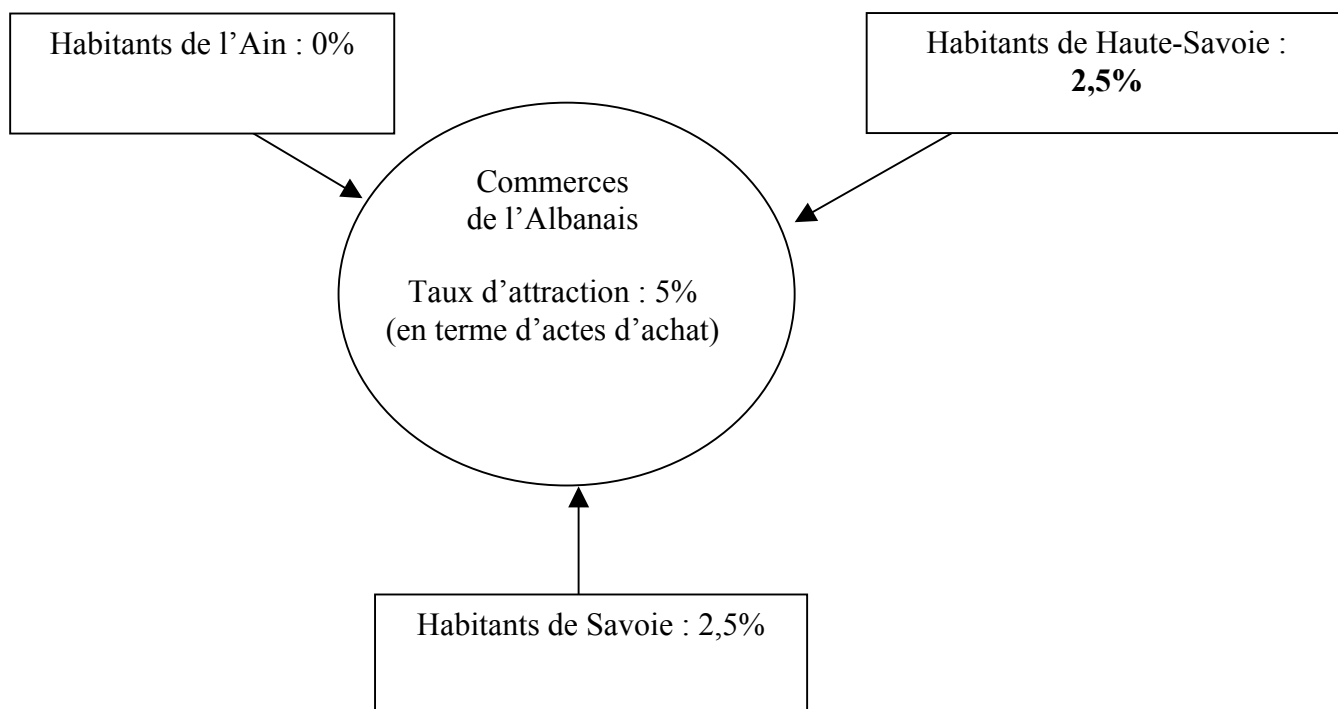 Habitants de l’Ain : 0%
Habitants de Haute-Savoie :
2,5%
Commerces
de l’Albanais
Taux d’attraction : 5%
(en terme d’actes d’achat)
Habitants de Savoie : 2,5%